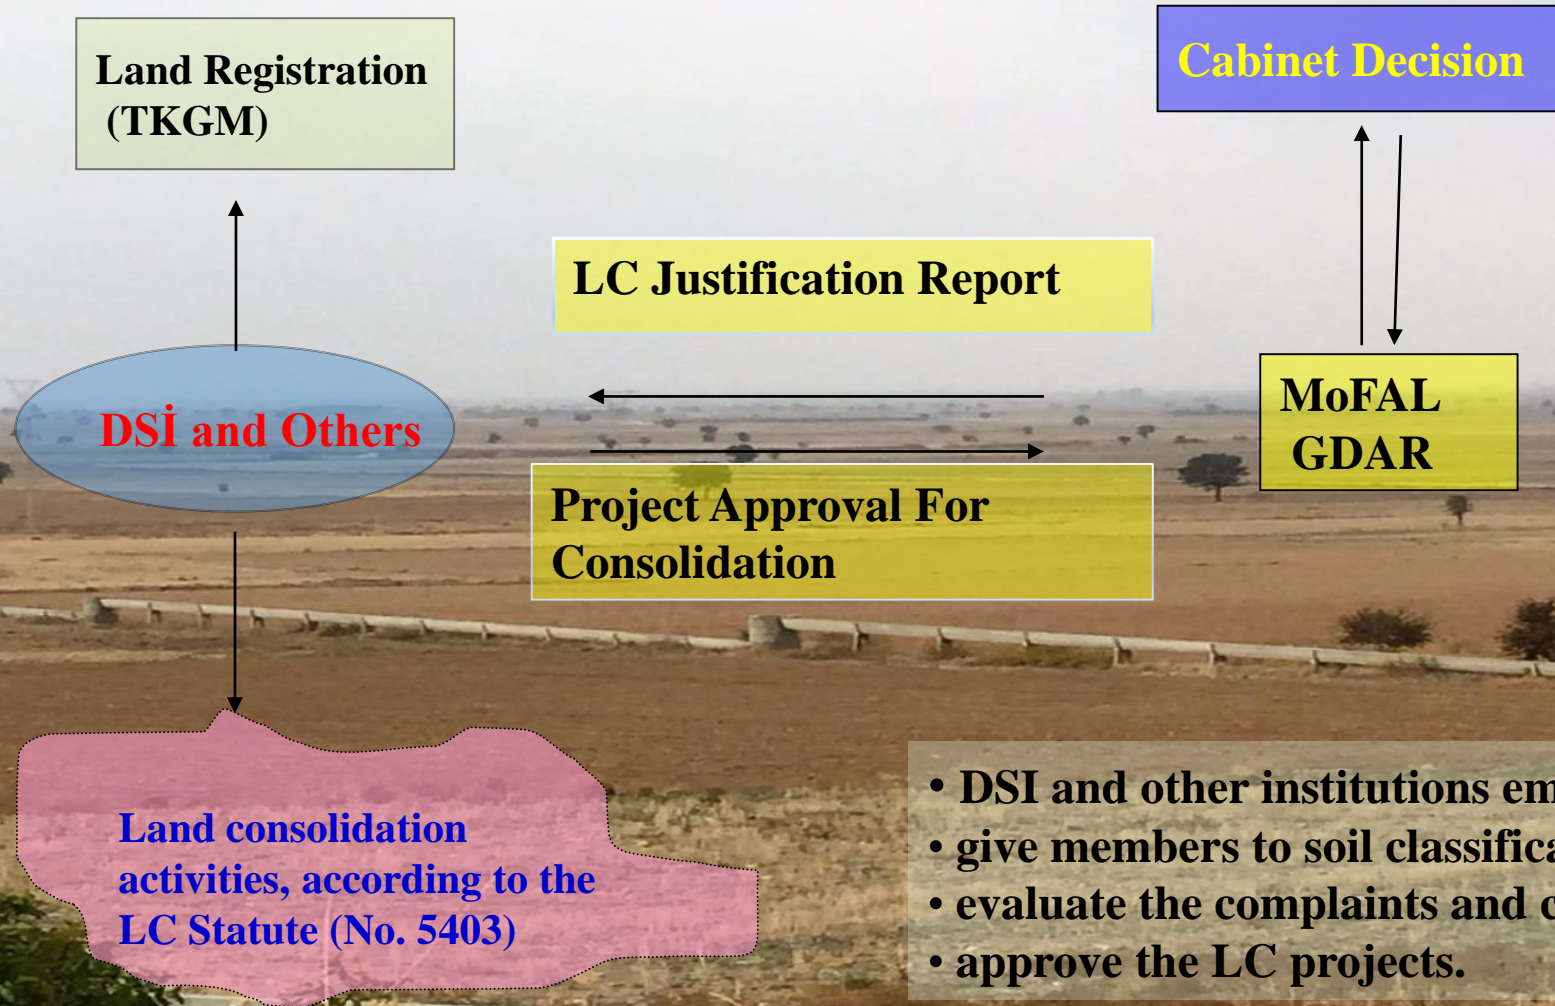 Land Registration
(TKGM)
Cabinet Decision
LC Justification Report
DSİ and Others
MoFAL
GDAR
Project Approval For
Consolidation
Land consolidation
activities, according to the
LC Statute (No. 5403)
• DSI and other institutions
• give members to soil
• evaluate the complaints and
• approve the LC projects.